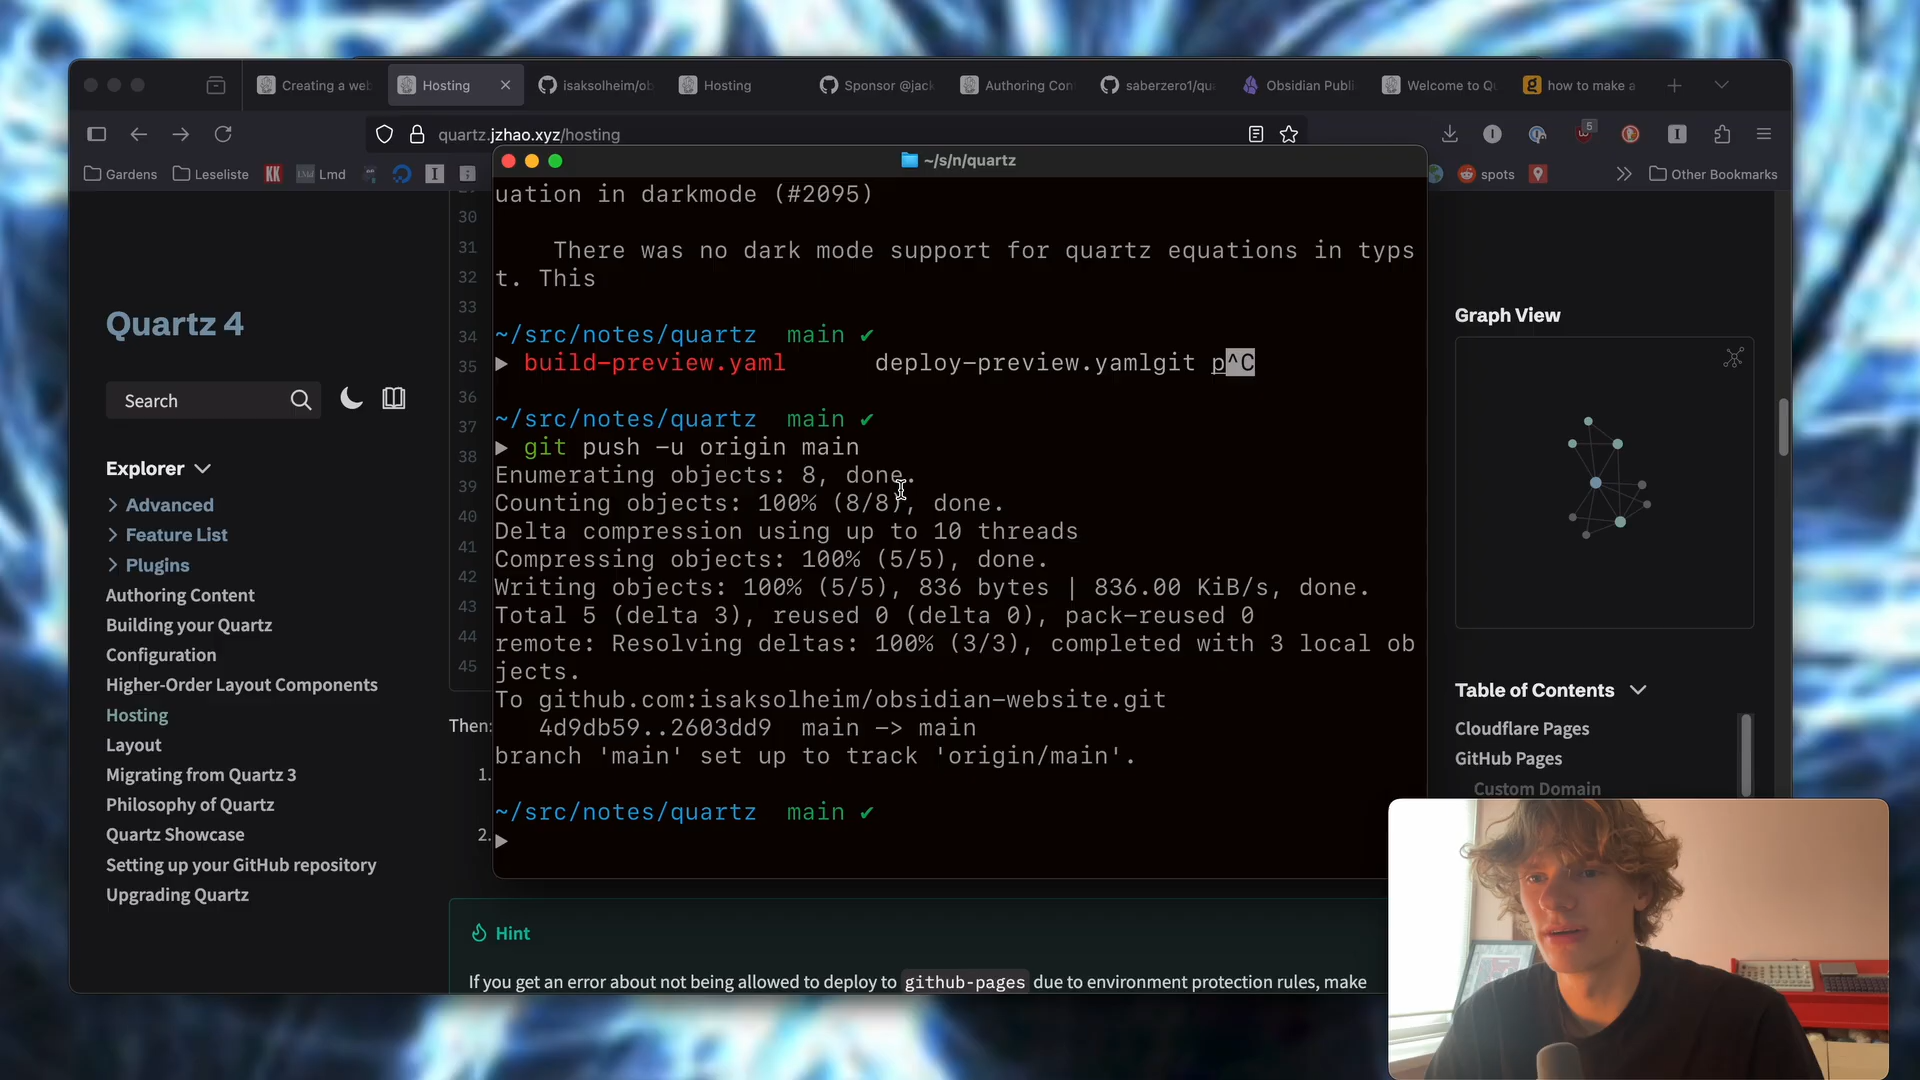 Creating a web
Hosting
isaksolheim/ob
Hosting
Sponsor @jack
Authoring Con
saberzero1/qua
Obsidian Publi
Welcome to Qu
how to make a
quartz.jzhao.xyz/hosting
5
Gardens
Leseliste
KK
Lmd
spots
Other Bookmarks
~/s/n/quartz
Quartz 4
Search
Explorer
Advanced
Feature List
Plugins
Authoring Content
Building your Quartz
Configuration
Higher-Order Layout Components
Hosting
Layout
Migrating from Quartz 3
Philosophy of Quartz
Quartz Showcase
Setting up your GitHub repository
Upgrading Quartz
30
31
32
33
34
35
36
37
38
39
40
41
42
43
44
45
Then:
1.
2.
uation in darkmode (#2095)
There was no dark mode support for quartz equations in typs
t. This
~/src/notes/quartz main ✔
build-preview.yaml deploy-preview.yamlgit p^C
~/src/notes/quartz main ✔
git push -u origin main
Enumerating objects: 8, done.
Counting objects: 100% (8/8), done.
Delta compression using up to 10 threads
Compressing objects: 100% (5/5), done.
Writing objects: 100% (5/5), 836 bytes | 836.00 KiB/s, done.
Total 5 (delta 3), reused 0 (delta 0), pack-reused 0
remote: Resolving deltas: 100% (3/3), completed with 3 local ob
jects.
To github.com:isaksolheim/obsidian-website.git
4d9db59..2603dd9 main -> main
branch 'main' set up to track 'origin/main'.
~/src/notes/quartz main ✔
Hint
If you get an error about not being allowed to deploy to github-pages due to environment protection rules, make
Graph View
Table of Contents
Cloudflare Pages
GitHub Pages
Custom Domain